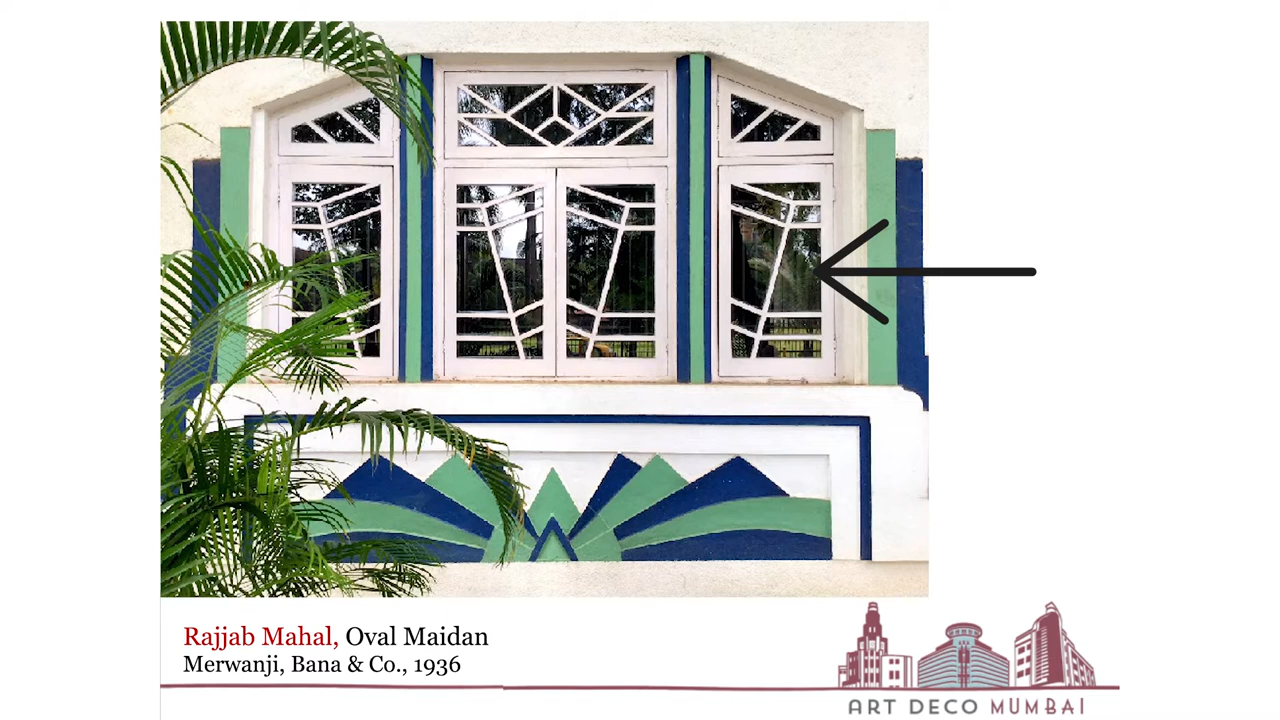 Rajjab Mahal, Oval Maidan
Merwanji, Bana & Co., 1936
ART DECO MUMBAI